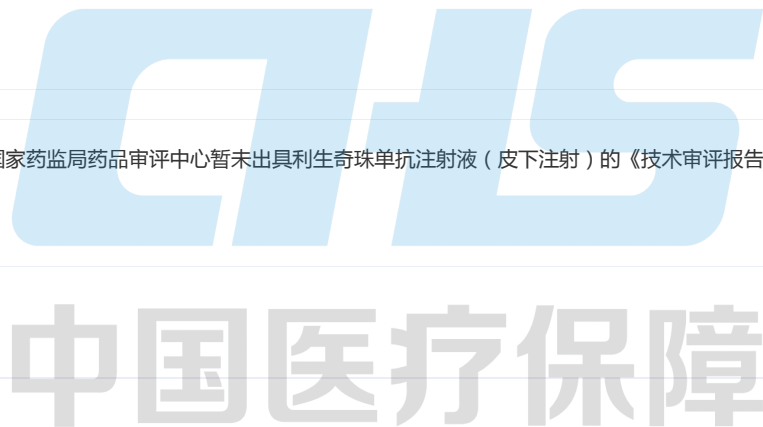 国家药监局药品审评中心暂未出具利生奇珠单抗注射液（皮下注射）的《技术审评报告
CHS
中国医疗保障